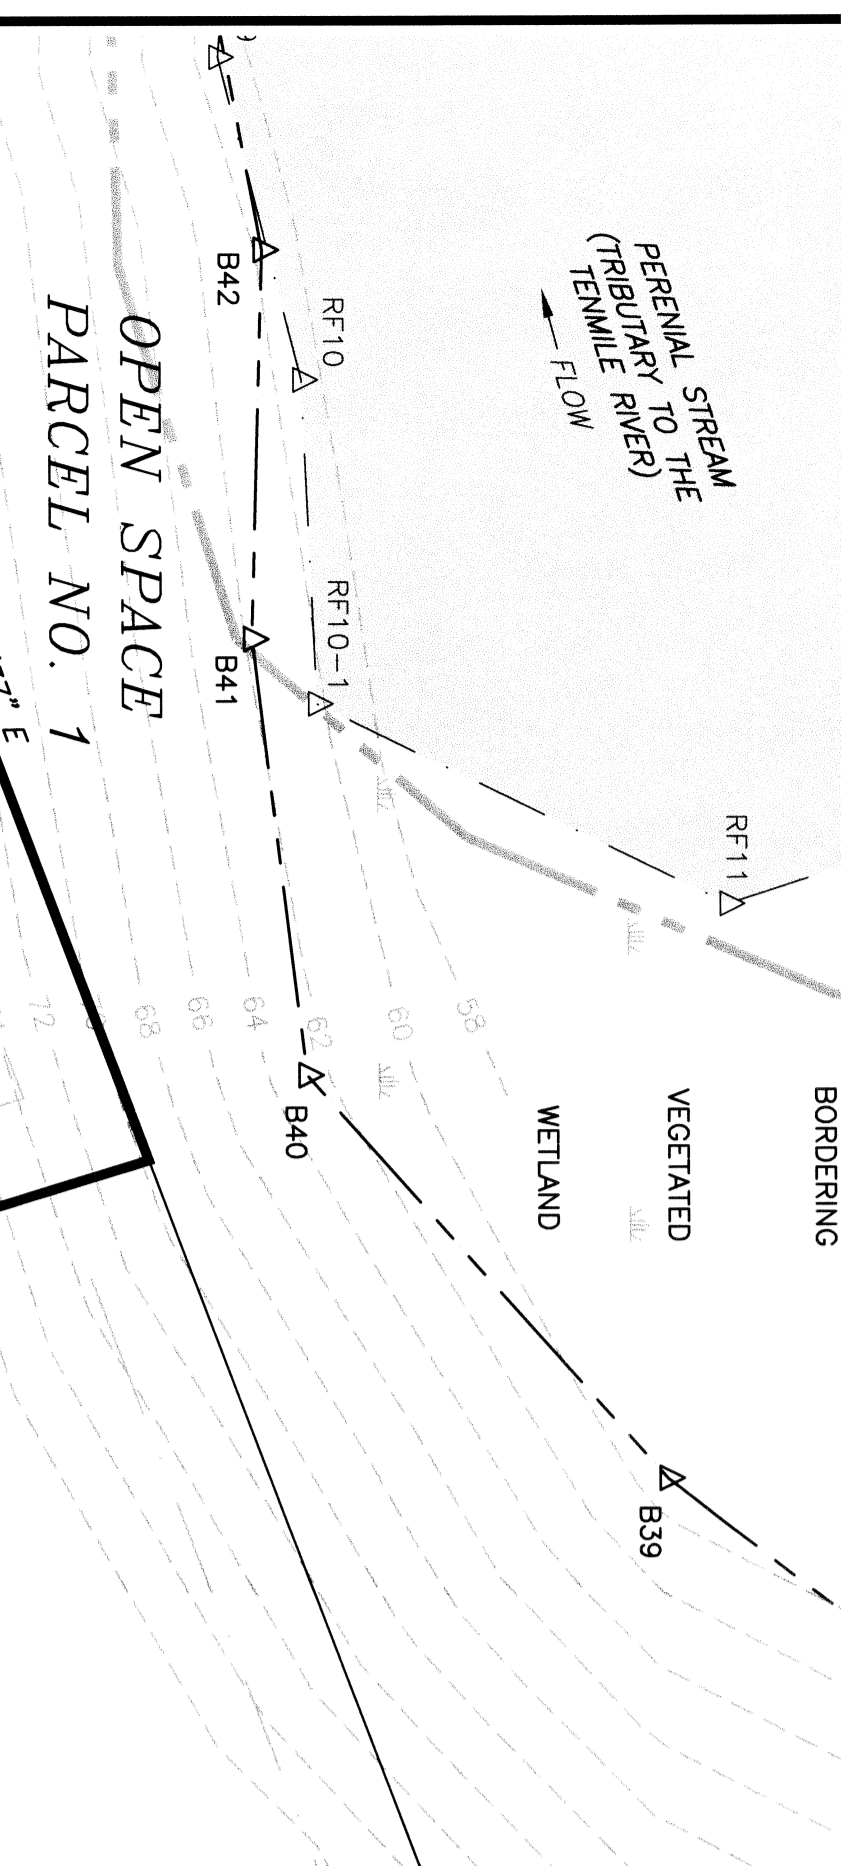 PERENIAL STREAM
(TRIBUTARY TO THE
TENMILE RIVER)
FLOW
RF10
RF10-1
RF11
B42
B41
B40
B39
OPEN SPACE
PARCEL NO. 1
BORDERING
VEGETATED
WETLAND
58
60
62
64
66
68
72
37" E